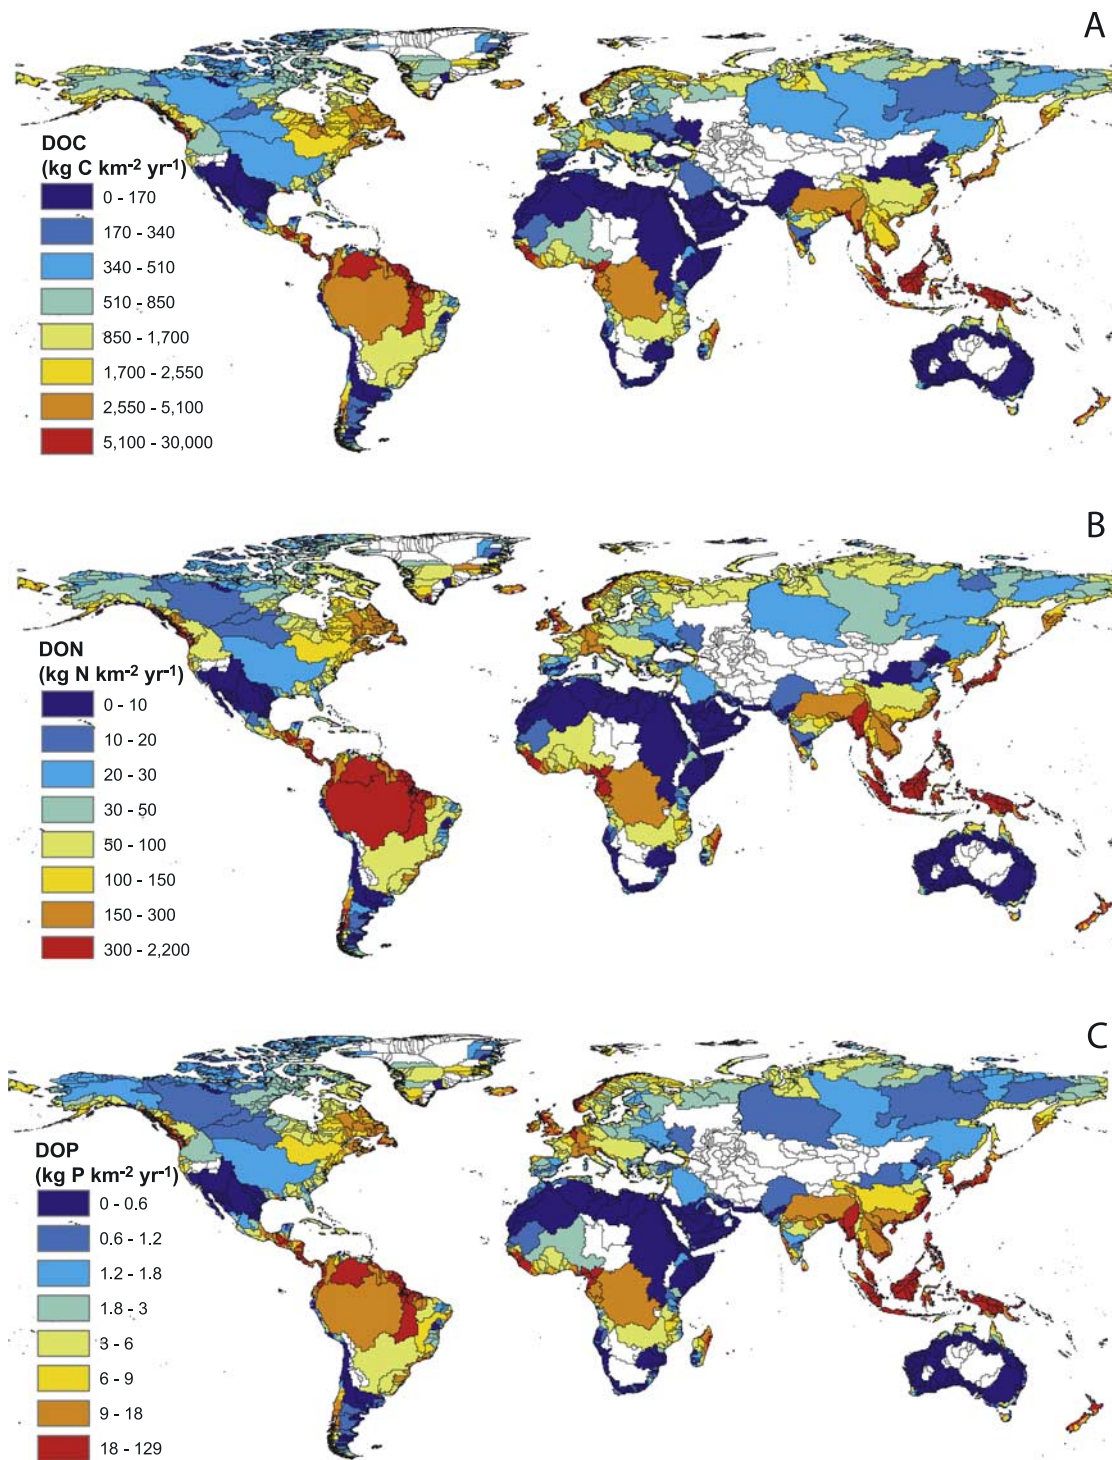 A
DOC
(kg C km-2 yr-1)
0 - 170
170 - 340
340 - 510
510 - 850
850 - 1,700
1,700 - 2,550
2,550 - 5,100
5,100 - 30,000
B
DON
(kg N km-2 yr-1)
0 - 10
10 - 20
20 - 30
30 - 50
50 - 100
100 - 150
150 - 300
300 - 2,200
C
DOP
(kg P km-2 yr-1)
0 - 0.6
0.6 - 1.2
1.2 - 1.8
1.8 - 3
3 - 6
6 - 9
9 - 18
18 - 129